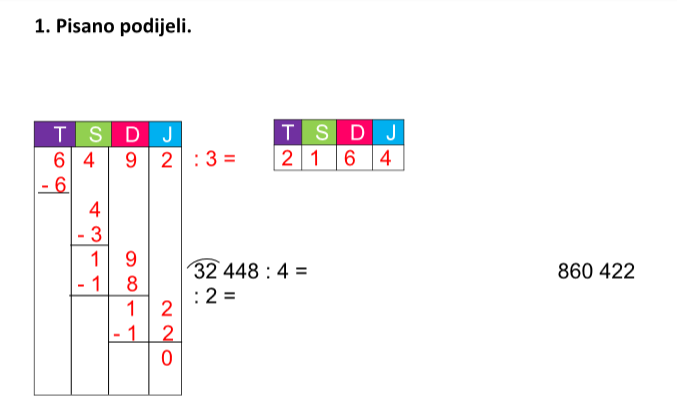 1. Pisano podijeli.
T S D J
T S D J
6 4 9 2 : 3 =
2 1 6 4
- 6
4
- 3
1 9
32 448 : 4 =
860 422
- 1 8
: 2 =
1 2
- 1 2
0